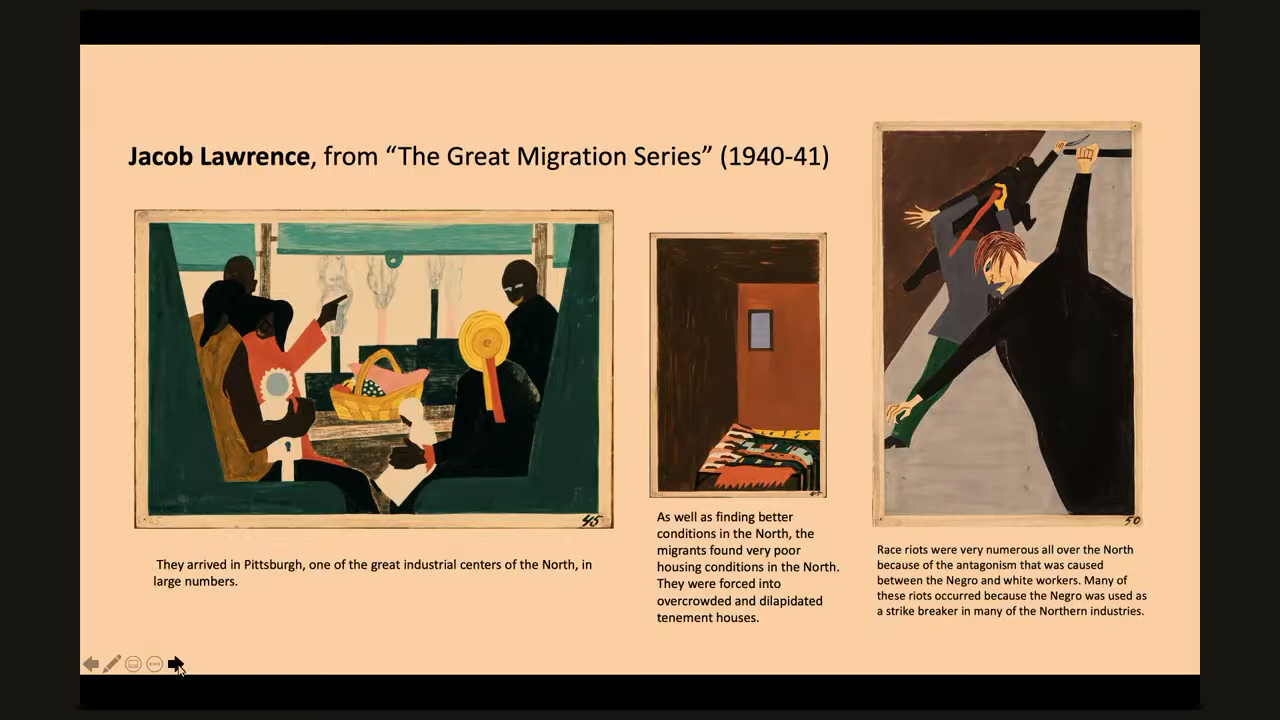 Jacob Lawrence, from “The Great Migration Series” (1940-41)
45
They arrived in Pittsburgh, one of the great industrial centers of the North, in
large numbers.
As well as finding better
conditions in the North, the
migrants found very poor
housing conditions in the North.
They were forced into
overcrowded and dilapidated
tenement houses.
50
Race riots were very numerous all over the North
because of the antagonism that was caused
between the Negro and white workers. Many of
these riots occurred because the Negro was used as
a strike breaker in many of the Northern industries.